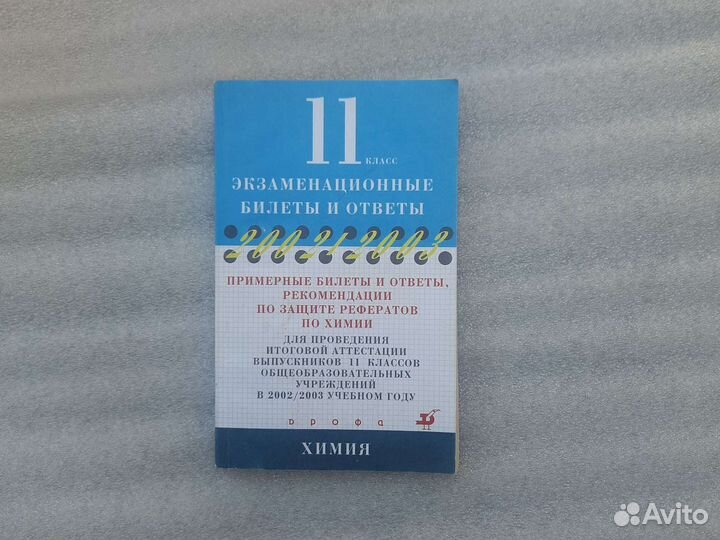 11
КЛАСС
ЭКЗАМЕНАЦИОННЫЕ
БИЛЕТЫ И ОТВЕТЫ
2002/2003
ПРИМЕРНЫЕ БИЛЕТЫ И ОТВЕТЫ,
РЕКОМЕНДАЦИИ
ПО ЗАЩИТЕ РЕФЕРАТОВ
ПО ХИМИИ
ДЛЯ ПРОВЕДЕНИЯ
ИТОГОВОЙ АТТЕСТАЦИИ
ВЫПУСКНИКОВ 11 КЛАССОВ
ОБЩЕОБРАЗОВАТЕЛЬНЫХ
УЧРЕЖДЕНИЙ
В 2002/2003 УЧЕБНОМ ГОДУ
дрофа
ХИМИЯ
Avito